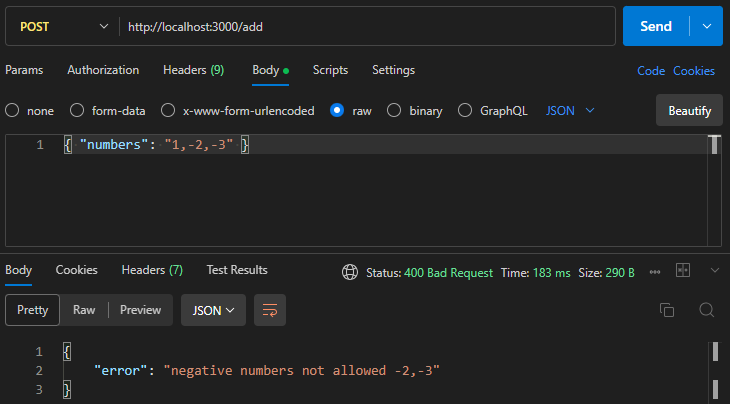 POST http://localhost:3000/add Send
Params Authorization Headers (9) Body Scripts Settings Code Cookies
none form-data x-www-form-urlencoded raw binary GraphQL JSON Beautify
1 { "numbers": "1,-2,-3" }
Body Cookies Headers (7) Test Results Status: 400 Bad Request Time: 183 ms Size: 290 B
Pretty Raw Preview JSON
1 {
2 "error": "negative numbers not allowed -2,-3"
3 }